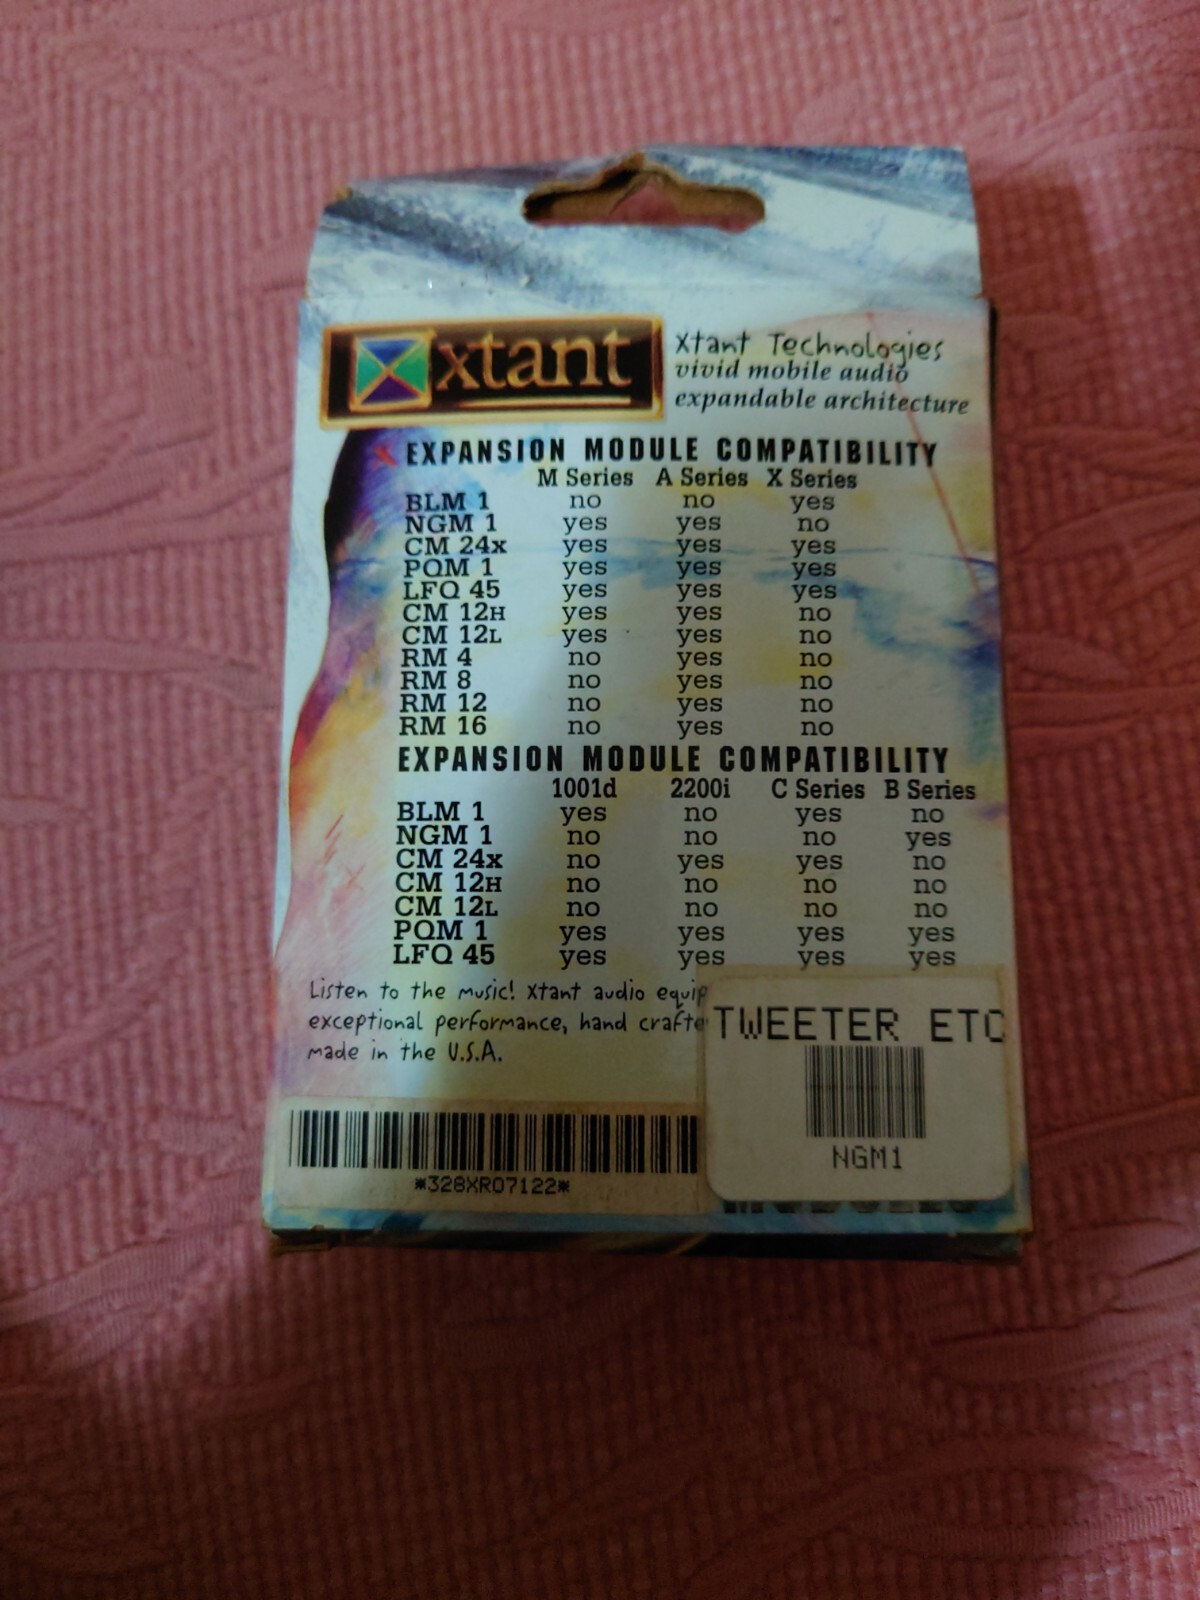 xtant
Xtant Technologies
vivid mobile audio
expandable architecture
EXPANSION MODULE COMPATIBILITY
M Series A Series X Series
BLM 1 no no yes
NGM 1 yes yes no
CM 24x yes yes yes
PQM 1 yes yes yes
LFQ 45 yes yes yes
CM 12H yes yes no
CM 12L yes yes no
RM 4 no yes no
RM 8 no yes no
RM 12 no yes no
RM 16 no yes no
EXPANSION MODULE COMPATIBILITY
1001d 2200i C Series B Series
BLM 1 yes no yes no
NGM 1 no no no yes
CM 24x no yes yes no
CM 12H no no no no
CM 12L no no no no
PQM 1 yes yes yes yes
LFQ 45 yes yes yes yes
Listen to the music! Xtant audio equip
exceptional performance, hand crafte
made in the U.S.A.
TWEETER ETC
NGM1
*328XR07122*